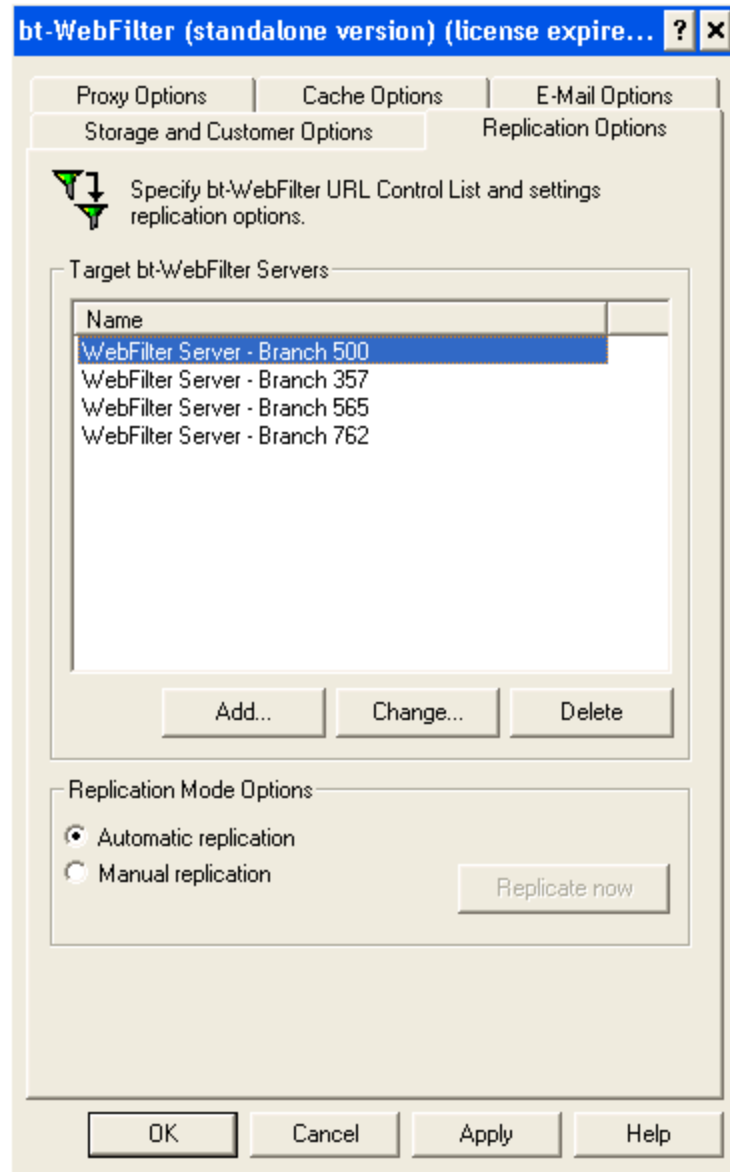 bt-WebFilter (standalone version) (license expire...
Proxy Options
Cache Options
E-Mail Options
Storage and Customer Options
Replication Options
Specify bt-WebFilter URL Control List and settings
replication options.
Target bt-WebFilter Servers
Name
WebFilter Server - Branch 500
WebFilter Server - Branch 357
WebFilter Server - Branch 565
WebFilter Server - Branch 762
Add...
Change...
Delete
Replication Mode Options
Automatic replication
Manual replication
Replicate now
OK
Cancel
Apply
Help